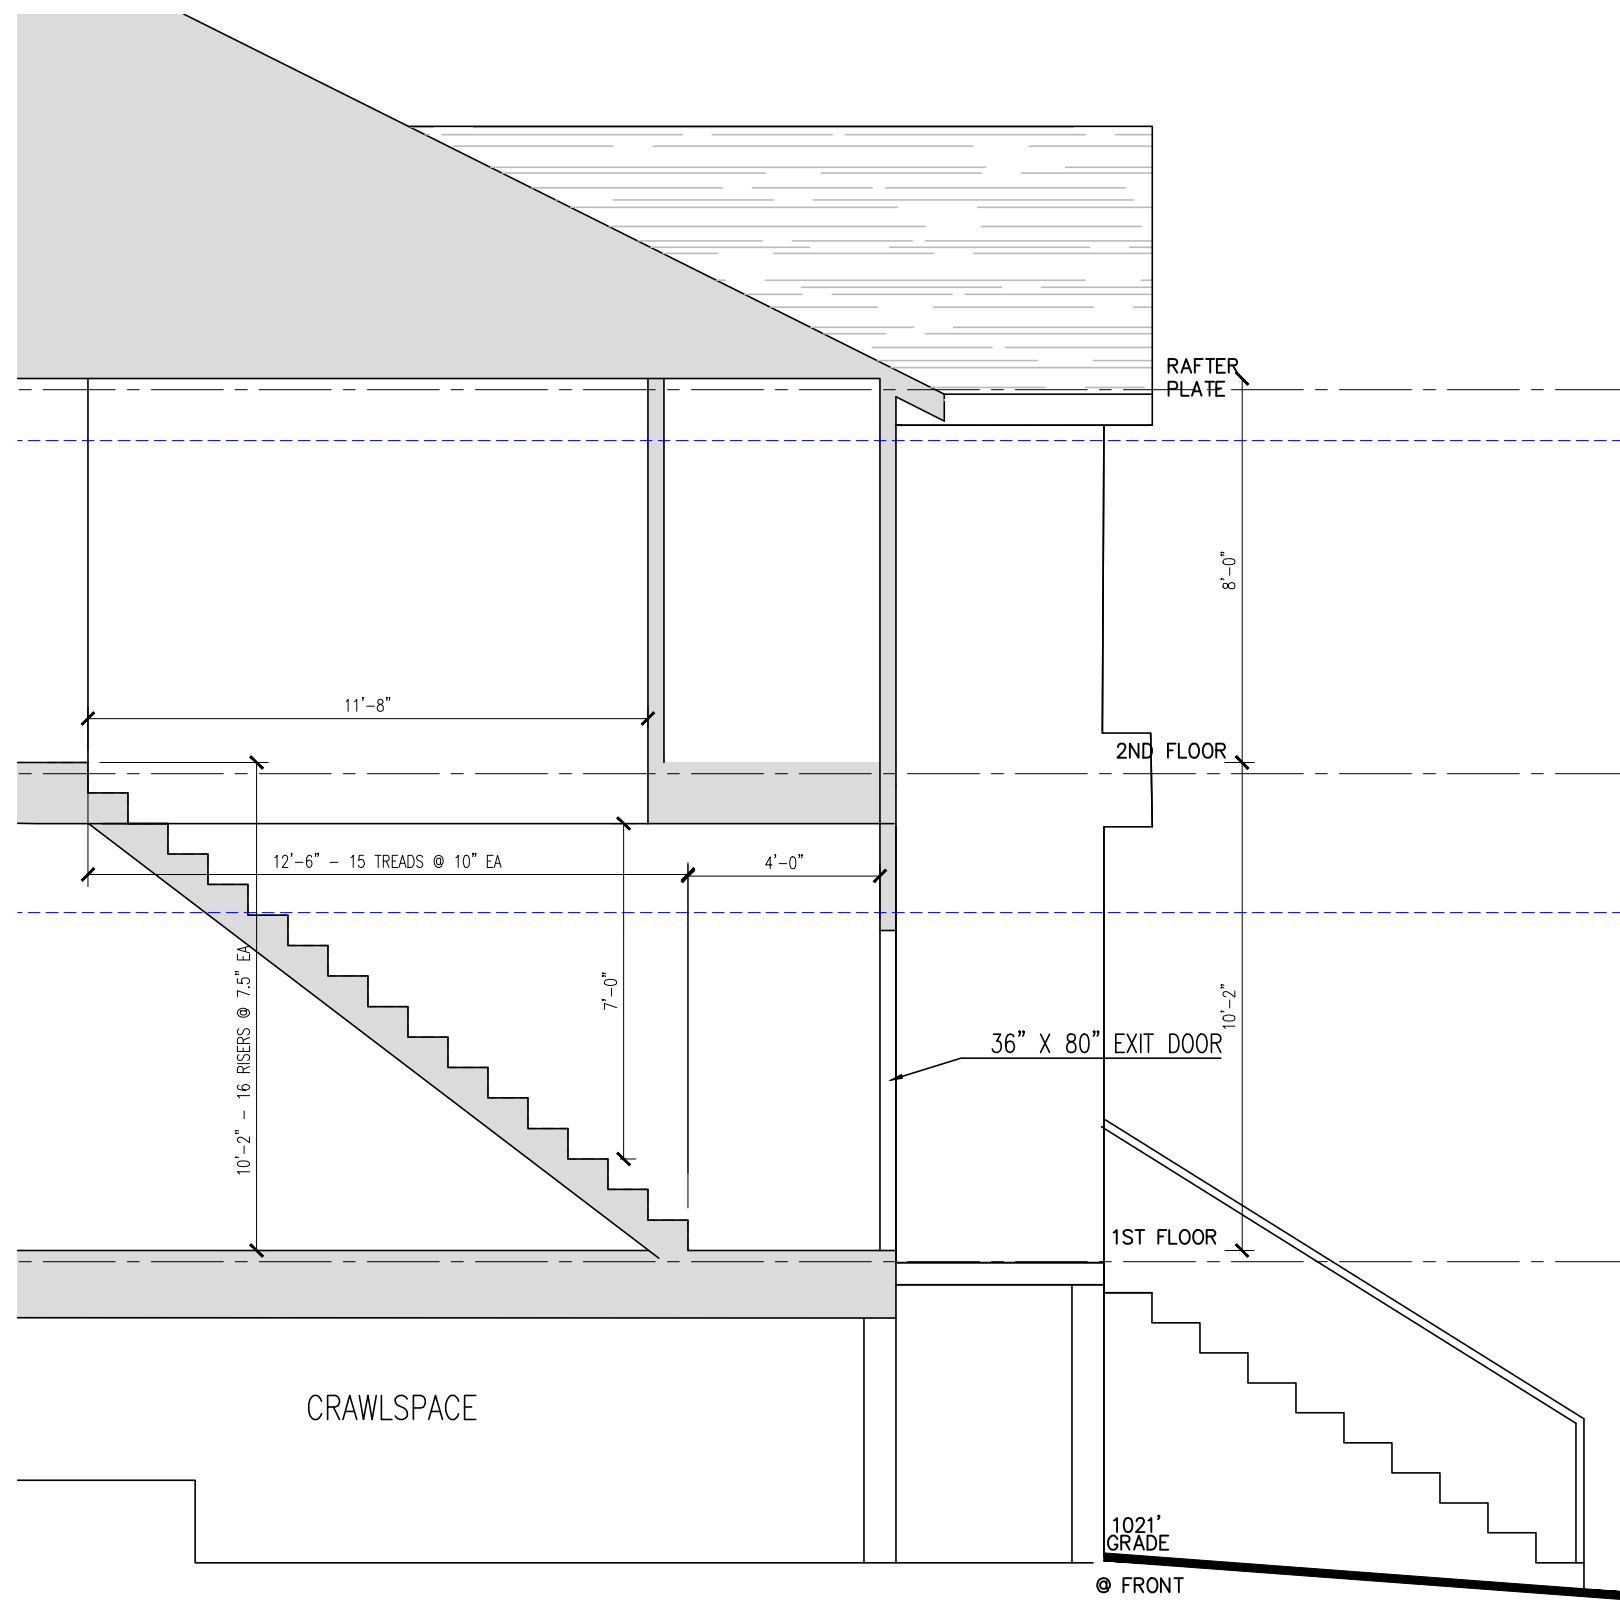 RAFTER
PLATE
8'-0"
11'-8"
2ND FLOOR
12'-6" - 15 TREADS @ 10" EA
4'-0"
10'-2" - 16 RISERS @ 7.5" EA
7'-0"
10'-2"
36" X 80" EXIT DOOR
1ST FLOOR
CRAWLSPACE
1021'
GRADE
@ FRONT